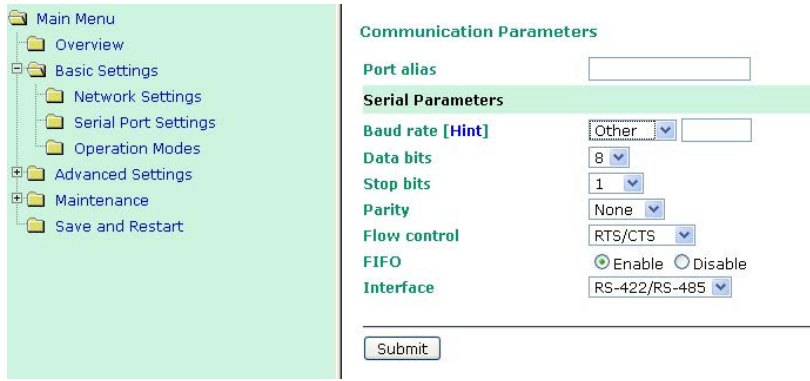 Main Menu
Overview
Basic Settings
Network Settings
Serial Port Settings
Operation Modes
Advanced Settings
Maintenance
Save and Restart
Communication Parameters
Port alias
Serial Parameters
Baud rate [Hint] Other
Data bits 8
Stop bits 1
Parity None
Flow control RTS/CTS
FIFO Enable Disable
Interface RS-422/RS-485
Submit